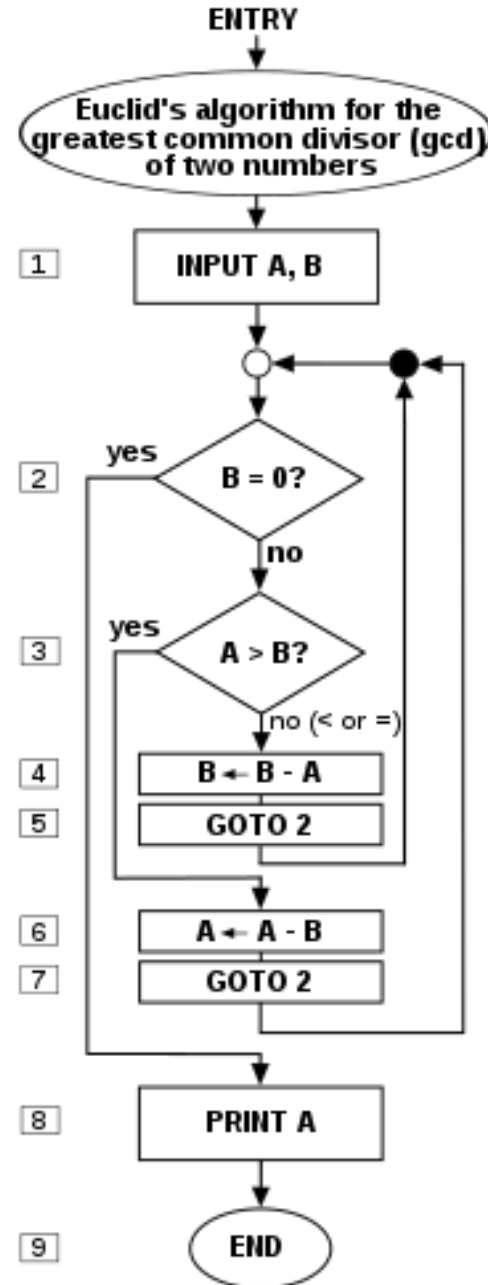 ENTRY
Euclid's algorithm for the
greatest common divisor (gcd)
of two numbers
1
INPUT A, B
yes
2
B = 0?
no
yes
3
A > B?
no (< or =)
4
B ← B - A
5
GOTO 2
6
A ← A - B
7
GOTO 2
8
PRINT A
9
END